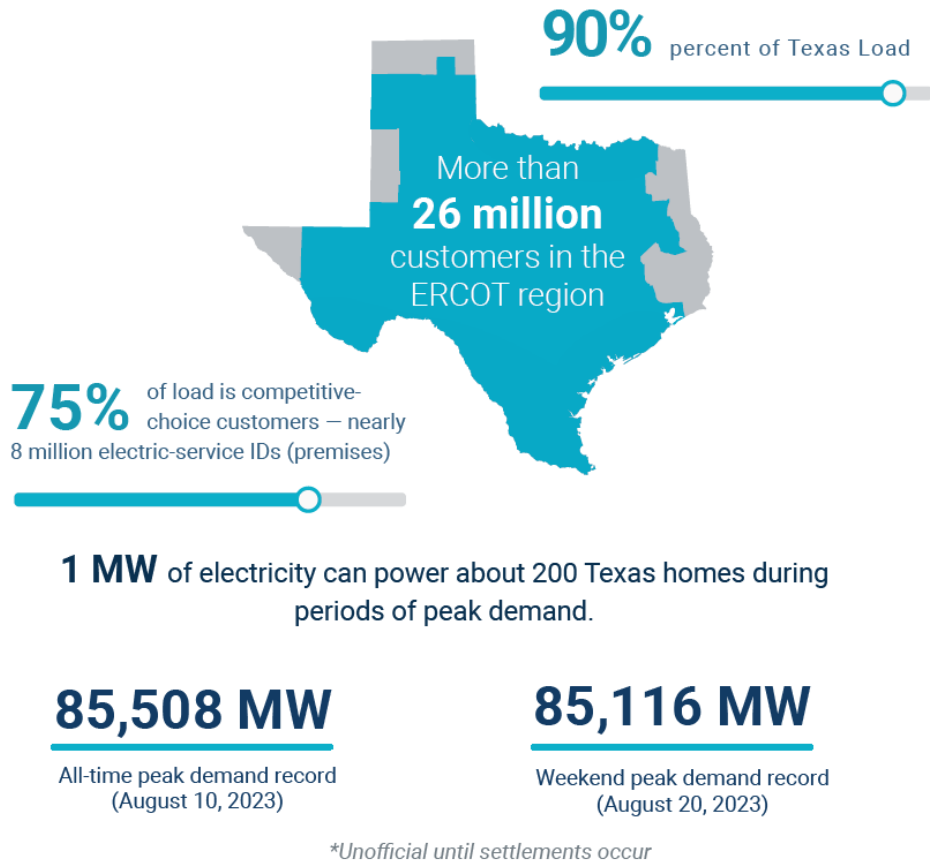 90% percent of Texas Load
More than
26 million
customers in the
ERCOT region
75% of load is competitive-
choice customers — nearly
8 million electric-service IDs (premises)
1 MW of electricity can power about 200 Texas homes during
periods of peak demand.
85,508 MW
All-time peak demand record
(August 10, 2023)
85,116 MW
Weekend peak demand record
(August 20, 2023)
*Unofficial until settlements occur